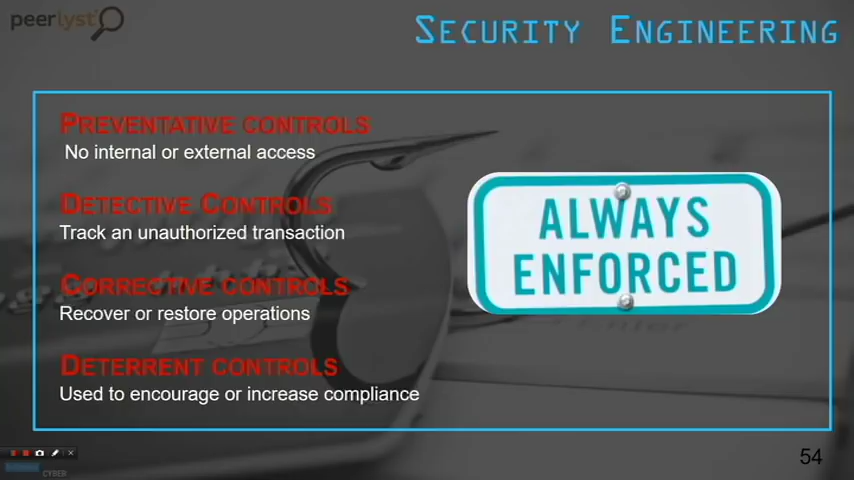 peerlyst
SECURITY ENGINEERING
PREVENTATIVE CONTROLS
No internal or external access
DETECTIVE CONTROLS
Track an unauthorized transaction
CORRECTIVE CONTROLS
Recover or restore operations
DETERRENT CONTROLS
Used to encourage or increase compliance
ALWAYS
ENFORCED
54
CYBER